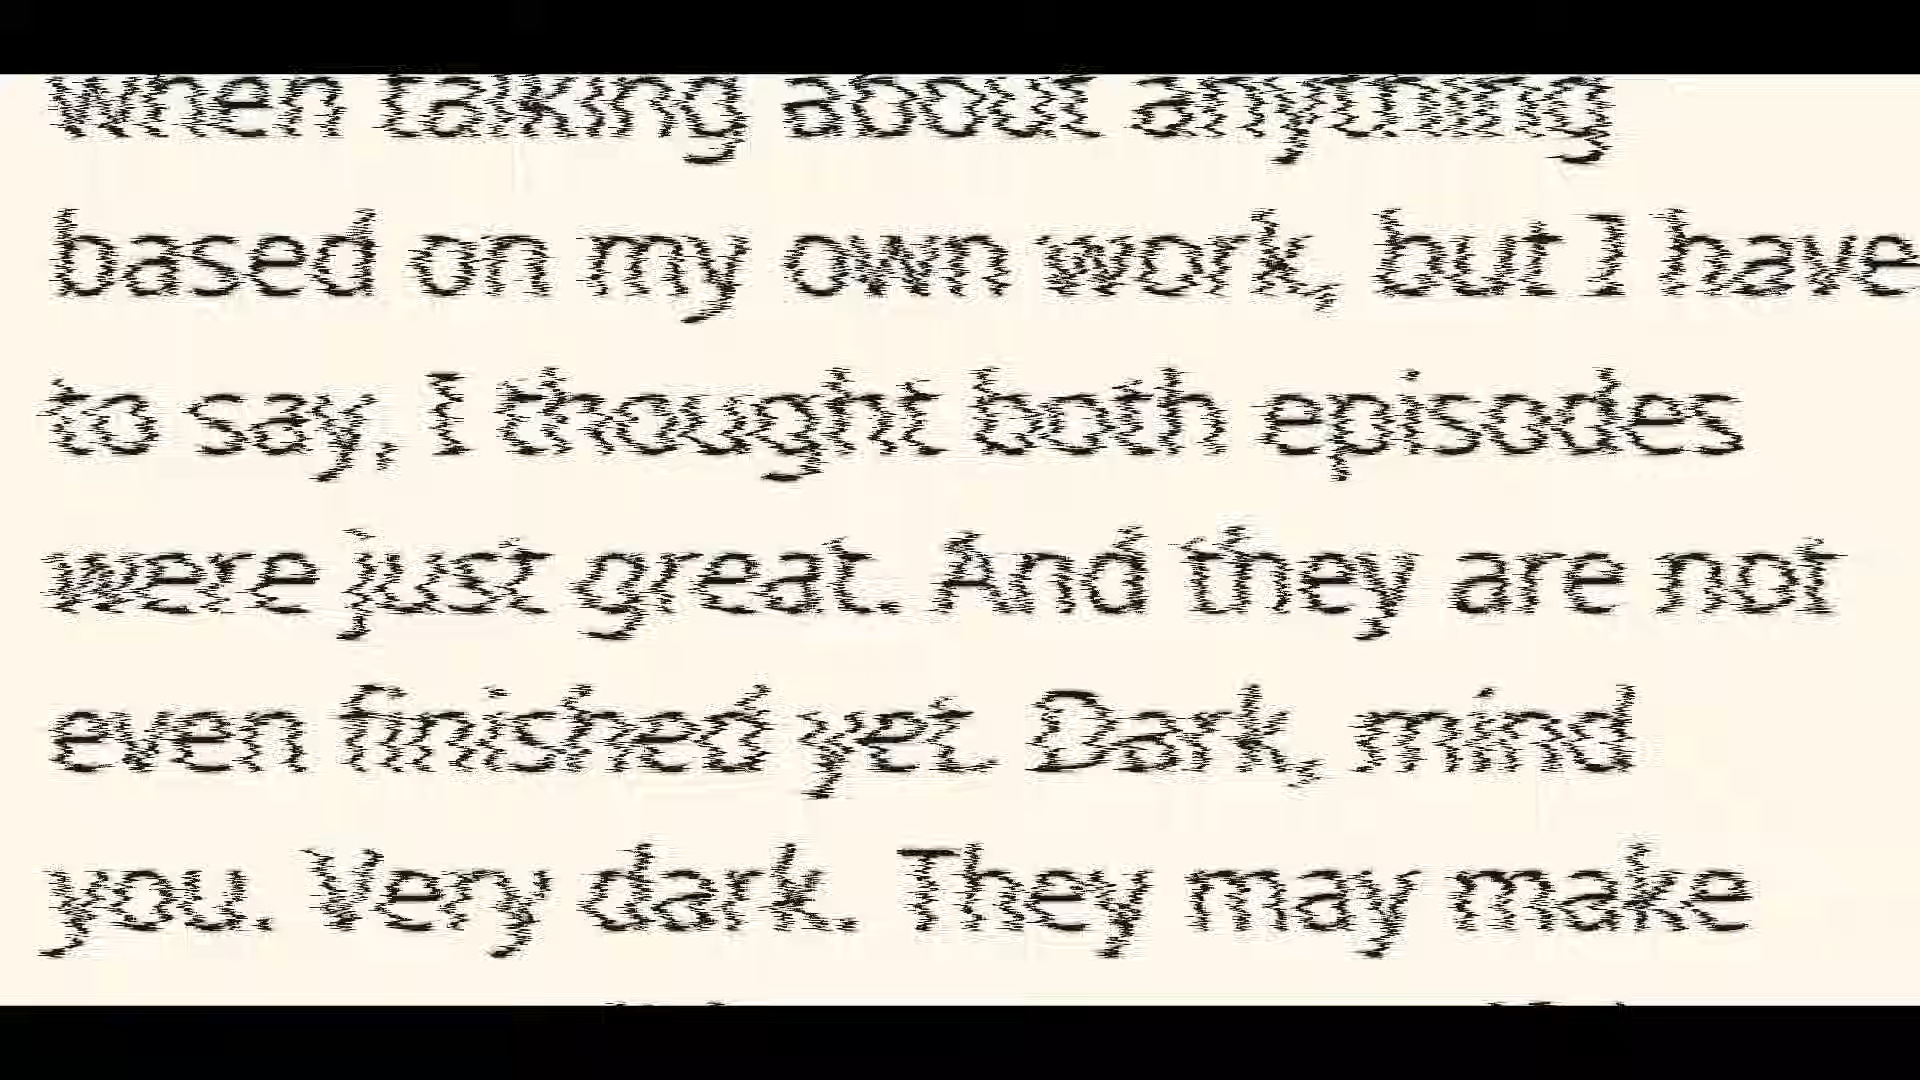 when talking about anything
based on my own work, but I have
to say, I thought both episodes
were just great. And they are not
even finished yet. Dark, mind
you. Very dark. They may make